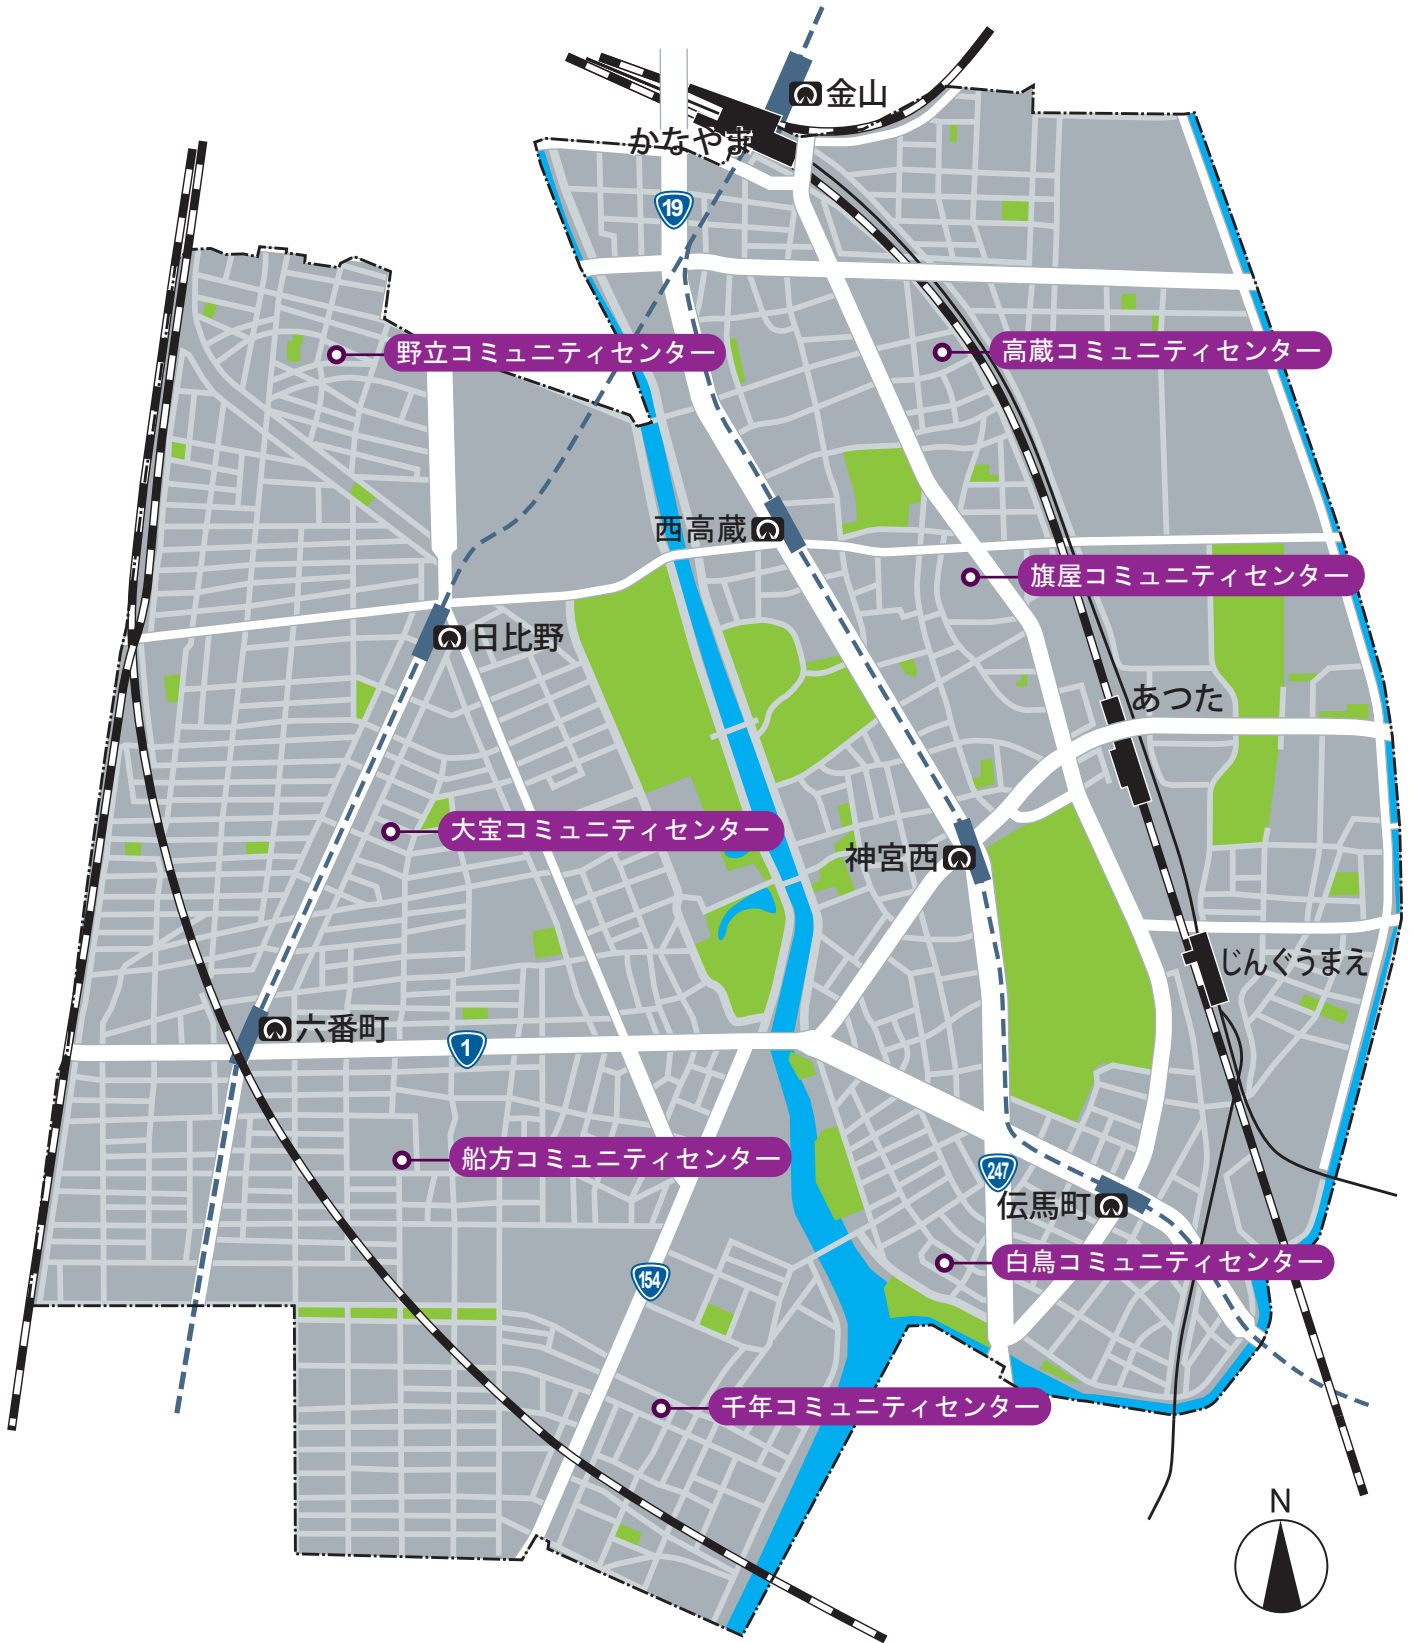 金山
かなやま
19
野立コミュニティセンター
高蔵コミュニティセンター
西高蔵
旗屋コミュニティセンター
日比野
あつた
大宝コミュニティセンター
神宮西
じんぐうまえ
六番町
1
船方コミュニティセンター
247
伝馬町
白鳥コミュニティセンター
154
千年コミュニティセンター
N